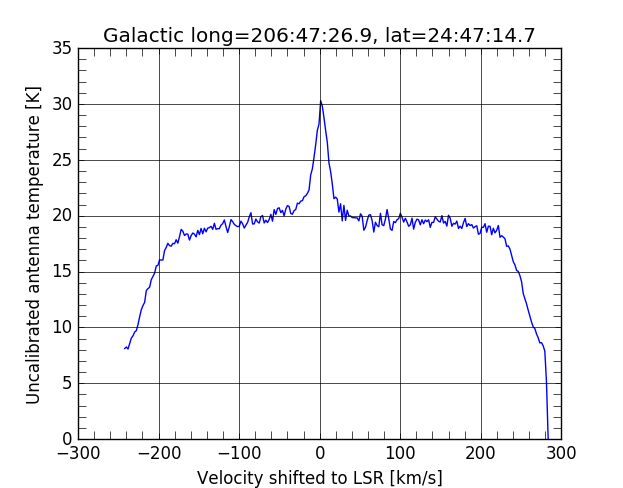 Galactic long=206:47:26.9, lat=24:47:14.7
35
30
25
20
15
10
5
0
Uncalibrated antenna temperature [K]
−300 −200 −100 0 100 200 300
Velocity shifted to LSR [km/s]